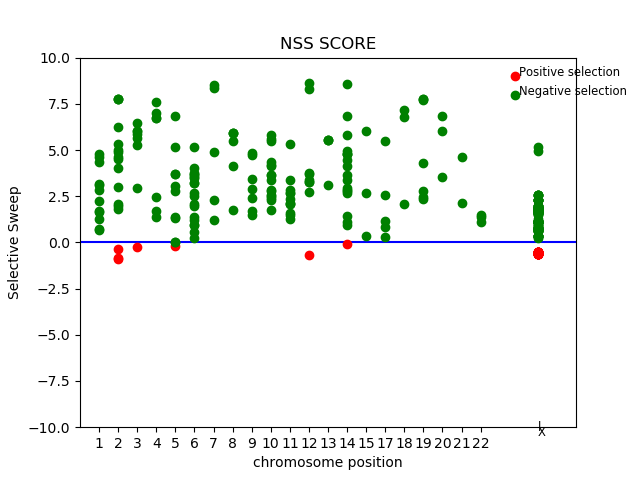 NSS SCORE
10.0
Positive selection
Negative selection
7.5
5.0
2.5
0.0
−2.5
−5.0
−7.5
−10.0
Selective Sweep
1 2 3 4 5 6 7 8 9 10 11 12 13 14 15 16 17 18 19 20 21 22 X
chromosome position